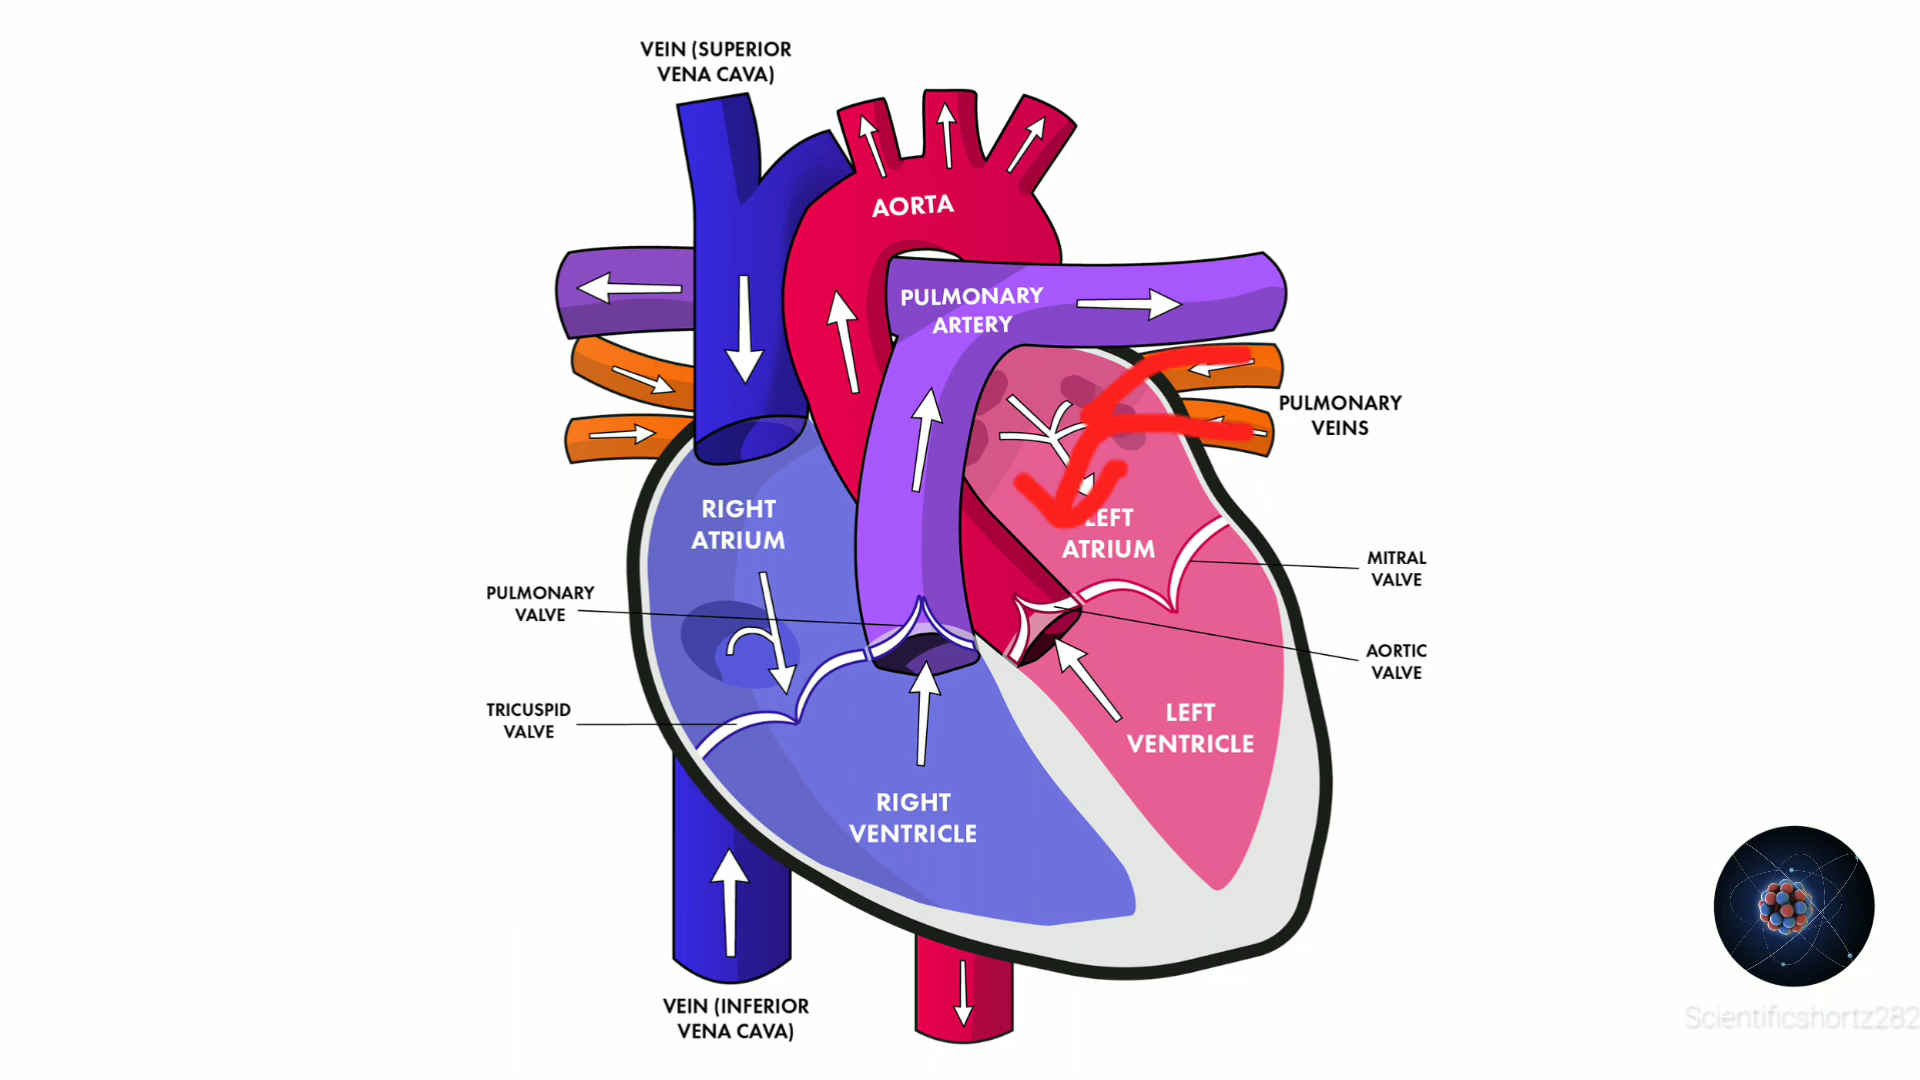 VEIN (SUPERIOR
VENA CAVA)
AORTA
PULMONARY
ARTERY
PULMONARY
VEINS
RIGHT
ATRIUM
LEFT
ATRIUM
MITRAL
VALVE
PULMONARY
VALVE
AORTIC
VALVE
TRICUSPID
VALVE
LEFT
VENTRICLE
RIGHT
VENTRICLE
VEIN (INFERIOR
VENA CAVA)
Scientificshortz282